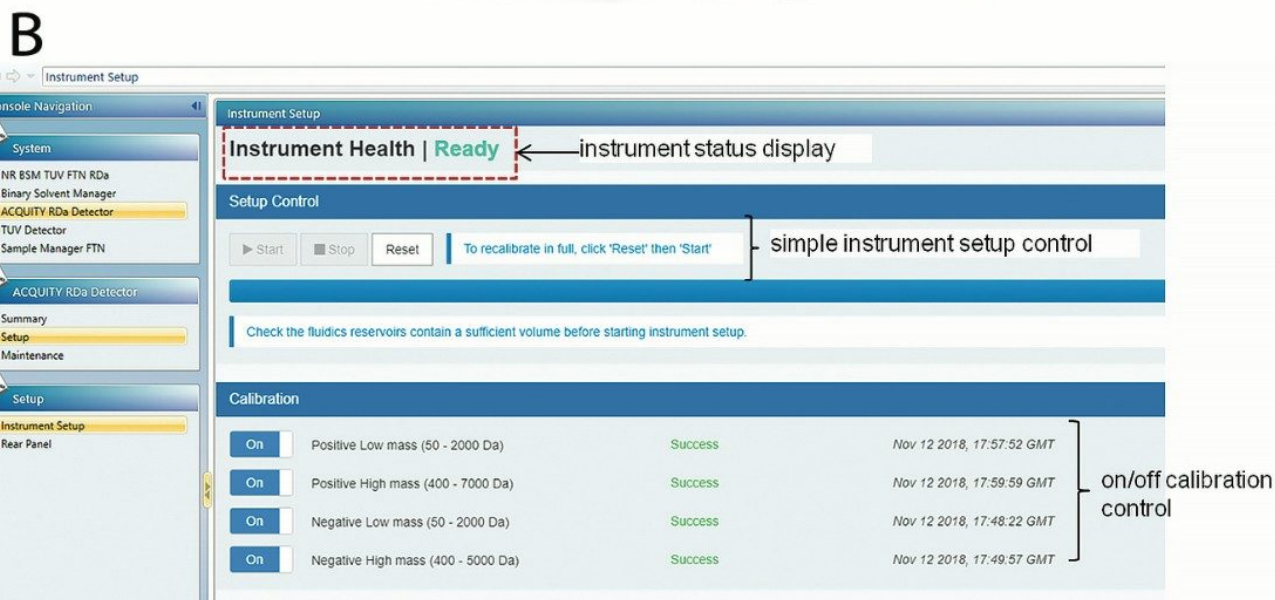 B
Instrument Setup
nsole Navigation
System
NR BSM TUV FTN RDa
Binary Solvent Manager
ACQUITY RDa Detector
TUV Detector
Sample Manager FTN
ACQUITY RDa Detector
Summary
Setup
Maintenance
Setup
Instrument Setup
Rear Panel
Instrument Setup
Instrument Health | Ready
instrument status display
Setup Control
Start Stop Reset To recalibrate in full, click 'Reset' then 'Start'
simple instrument setup control
Check the fluidics reservoirs contain a sufficient volume before starting instrument setup.
Calibration
On Positive Low mass (50 - 2000 Da) Success Nov 12 2018, 17:57:52 GMT
On Positive High mass (400 - 7000 Da) Success Nov 12 2018, 17:59:59 GMT
On Negative Low mass (50 - 2000 Da) Success Nov 12 2018, 17:48:22 GMT
On Negative High mass (400 - 5000 Da) Success Nov 12 2018, 17:49:57 GMT
on/off calibration
control